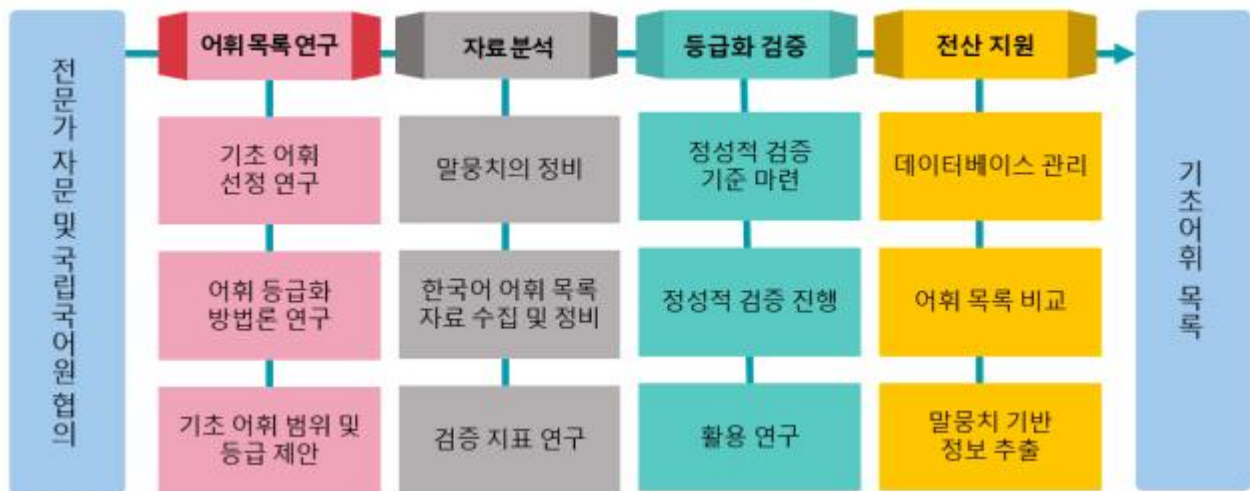 전문가 자문 및 국립국어원 협의
어휘 목록 연구
기초 어휘
선정 연구
어휘 등급화
방법론 연구
기초 어휘 범위 및
등급 제안
자료 분석
말뭉치의 정비
한국어 어휘 목록
자료 수집 및 정비
검증 지표 연구
등급화 검증
정성적 검증
기준 마련
정성적 검증 진행
활용 연구
전산 지원
데이터베이스 관리
어휘 목록 비교
말뭉치 기반
정보 추출
기초어휘 목록